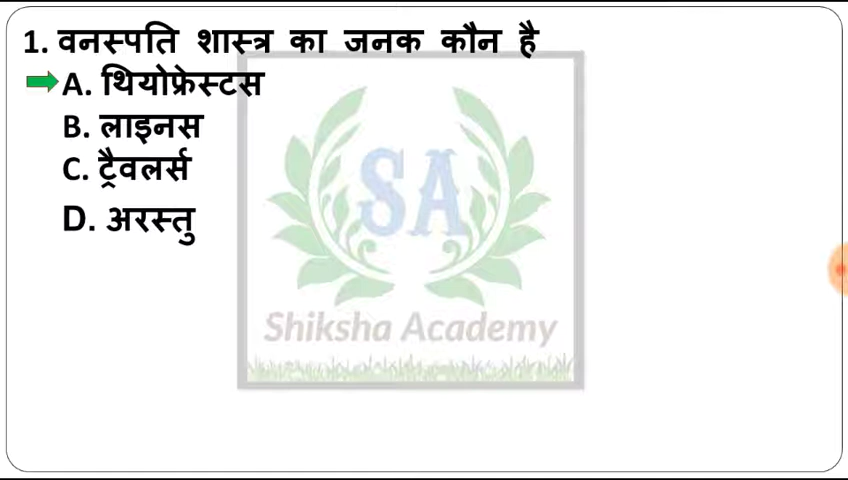 1. वनस्पति शास्त्र का जनक कौन है
A. थियोफ्रेस्टस
B. लाइनस
C. ट्रैवलर्स
D. अरस्तु
SA
Shiksha Academy